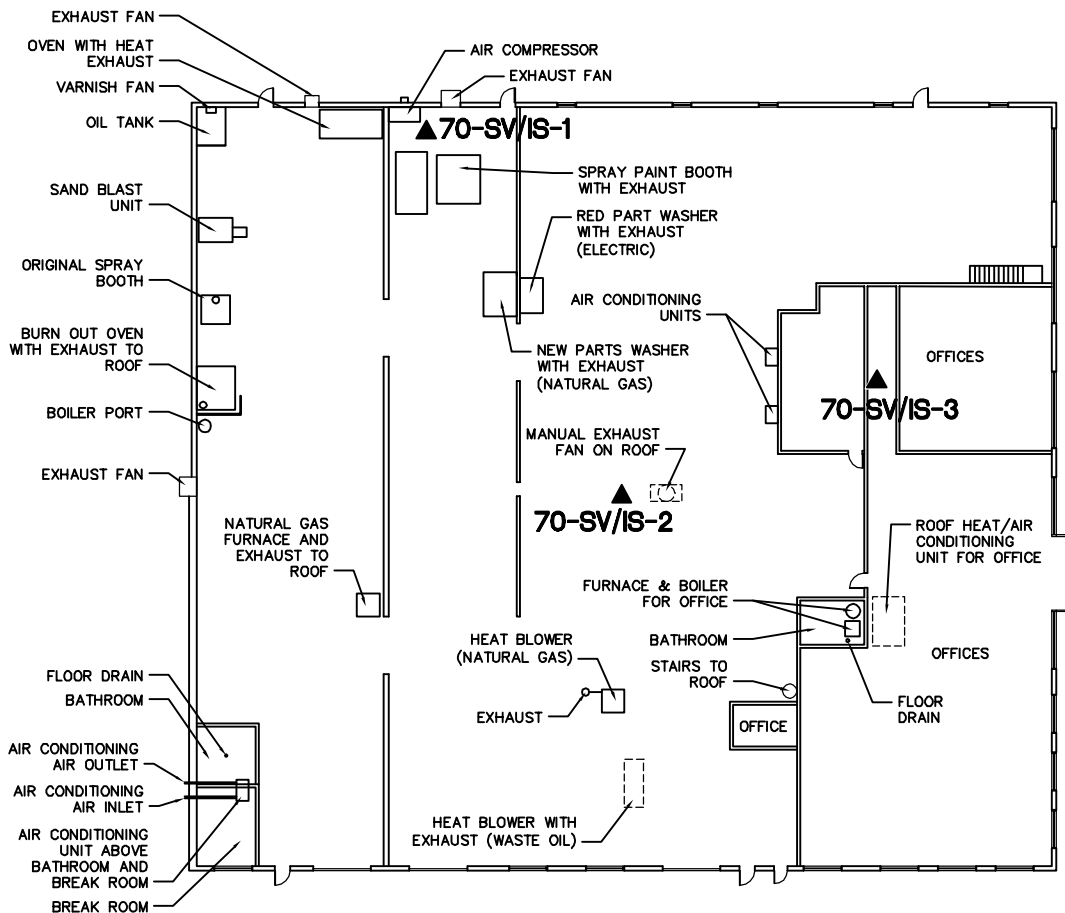 EXHAUST FAN
OVEN WITH HEAT
EXHAUST
VARNISH FAN
OIL TANK
AIR COMPRESSOR
EXHAUST FAN
70-SV/IS-1
SPRAY PAINT BOOTH
WITH EXHAUST
SAND BLAST
UNIT
RED PART WASHER
WITH EXHAUST
(ELECTRIC)
ORIGINAL SPRAY
BOOTH
AIR CONDITIONING
UNITS
BURN OUT OVEN
WITH EXHAUST TO
ROOF
NEW PARTS WASHER
WITH EXHAUST
(NATURAL GAS)
OFFICES
70-SV/IS-3
BOILER PORT
MANUAL EXHAUST
FAN ON ROOF
EXHAUST FAN
70-SV/IS-2
NATURAL GAS
FURNACE AND
EXHAUST TO
ROOF
ROOF HEAT/AIR
CONDITIONING
UNIT FOR OFFICE
FURNACE & BOILER
FOR OFFICE
BATHROOM
HEAT BLOWER
(NATURAL GAS)
OFFICES
STAIRS TO
ROOF
FLOOR DRAIN
BATHROOM
EXHAUST
OFFICE
FLOOR
DRAIN
AIR CONDITIONING
AIR OUTLET
AIR CONDITIONING
AIR INLET
HEAT BLOWER WITH
EXHAUST (WASTE OIL)
AIR CONDITIONING
UNIT ABOVE
BATHROOM AND
BREAK ROOM
BREAK ROOM